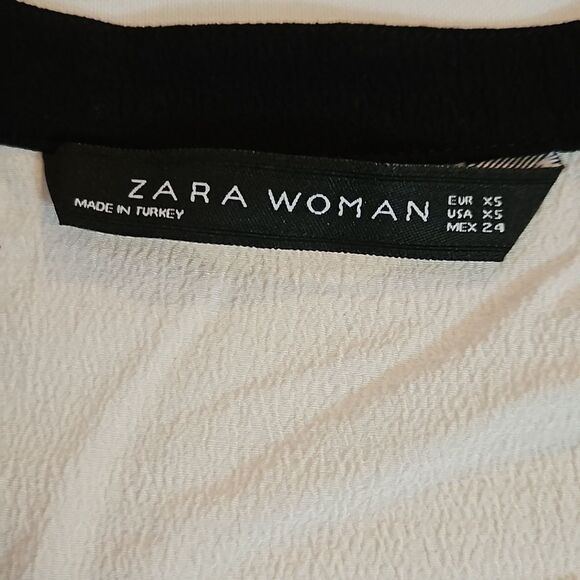 ZARA WOMAN
MADE IN TURKEY
EUR XS
USA XS
MEX 24